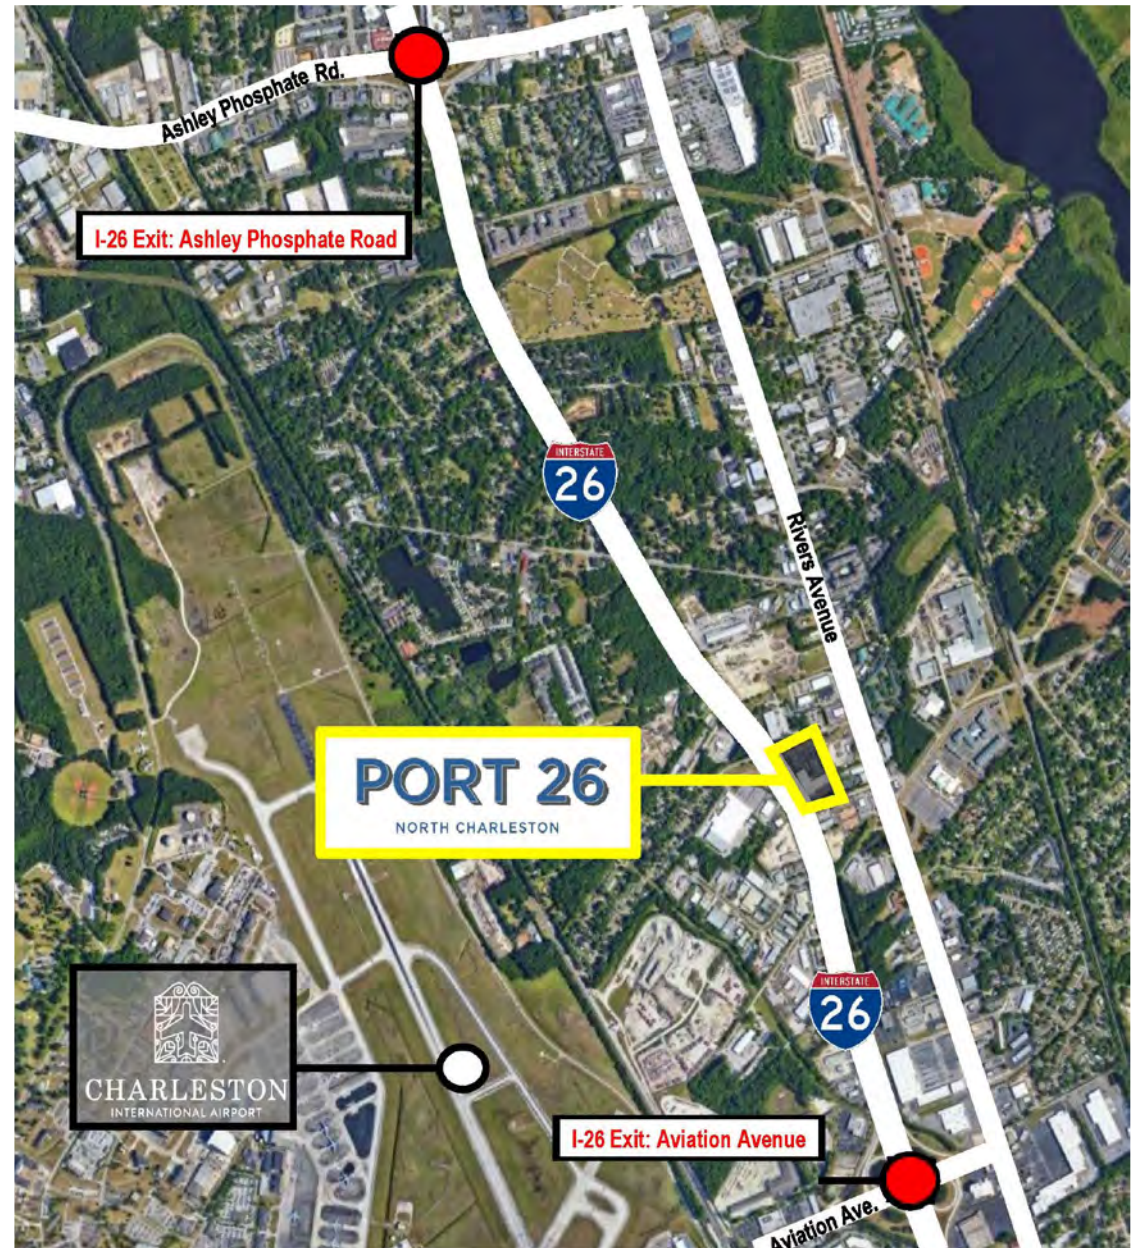 Ashley Phosphate Rd.
I-26 Exit: Ashley Phosphate Road
INTERSTATE
26
Rivers Avenue
PORT 26
NORTH CHARLESTON
CHARLESTON
INTERNATIONAL AIRPORT
INTERSTATE
26
I-26 Exit: Aviation Avenue
Aviation Ave.